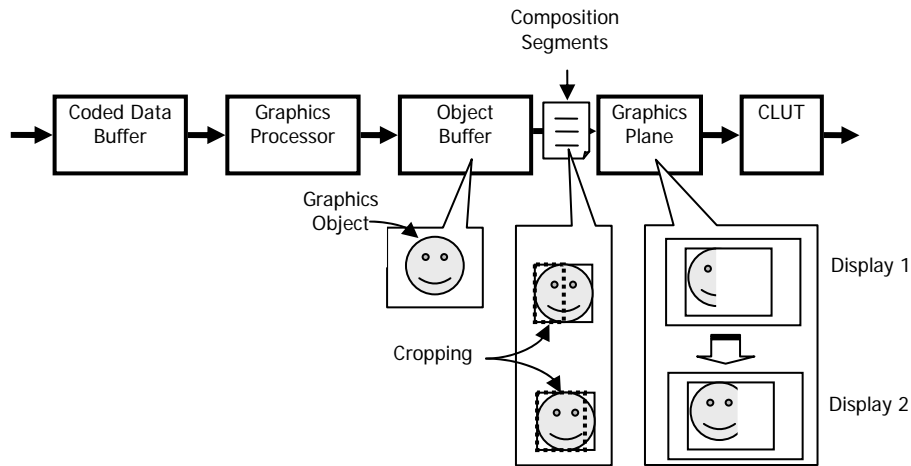 Composition
Segments
Coded Data
Buffer
Graphics
Processor
Object
Buffer
Graphics
Plane
CLUT
Graphics
Object
Cropping
Display 1
Display 2